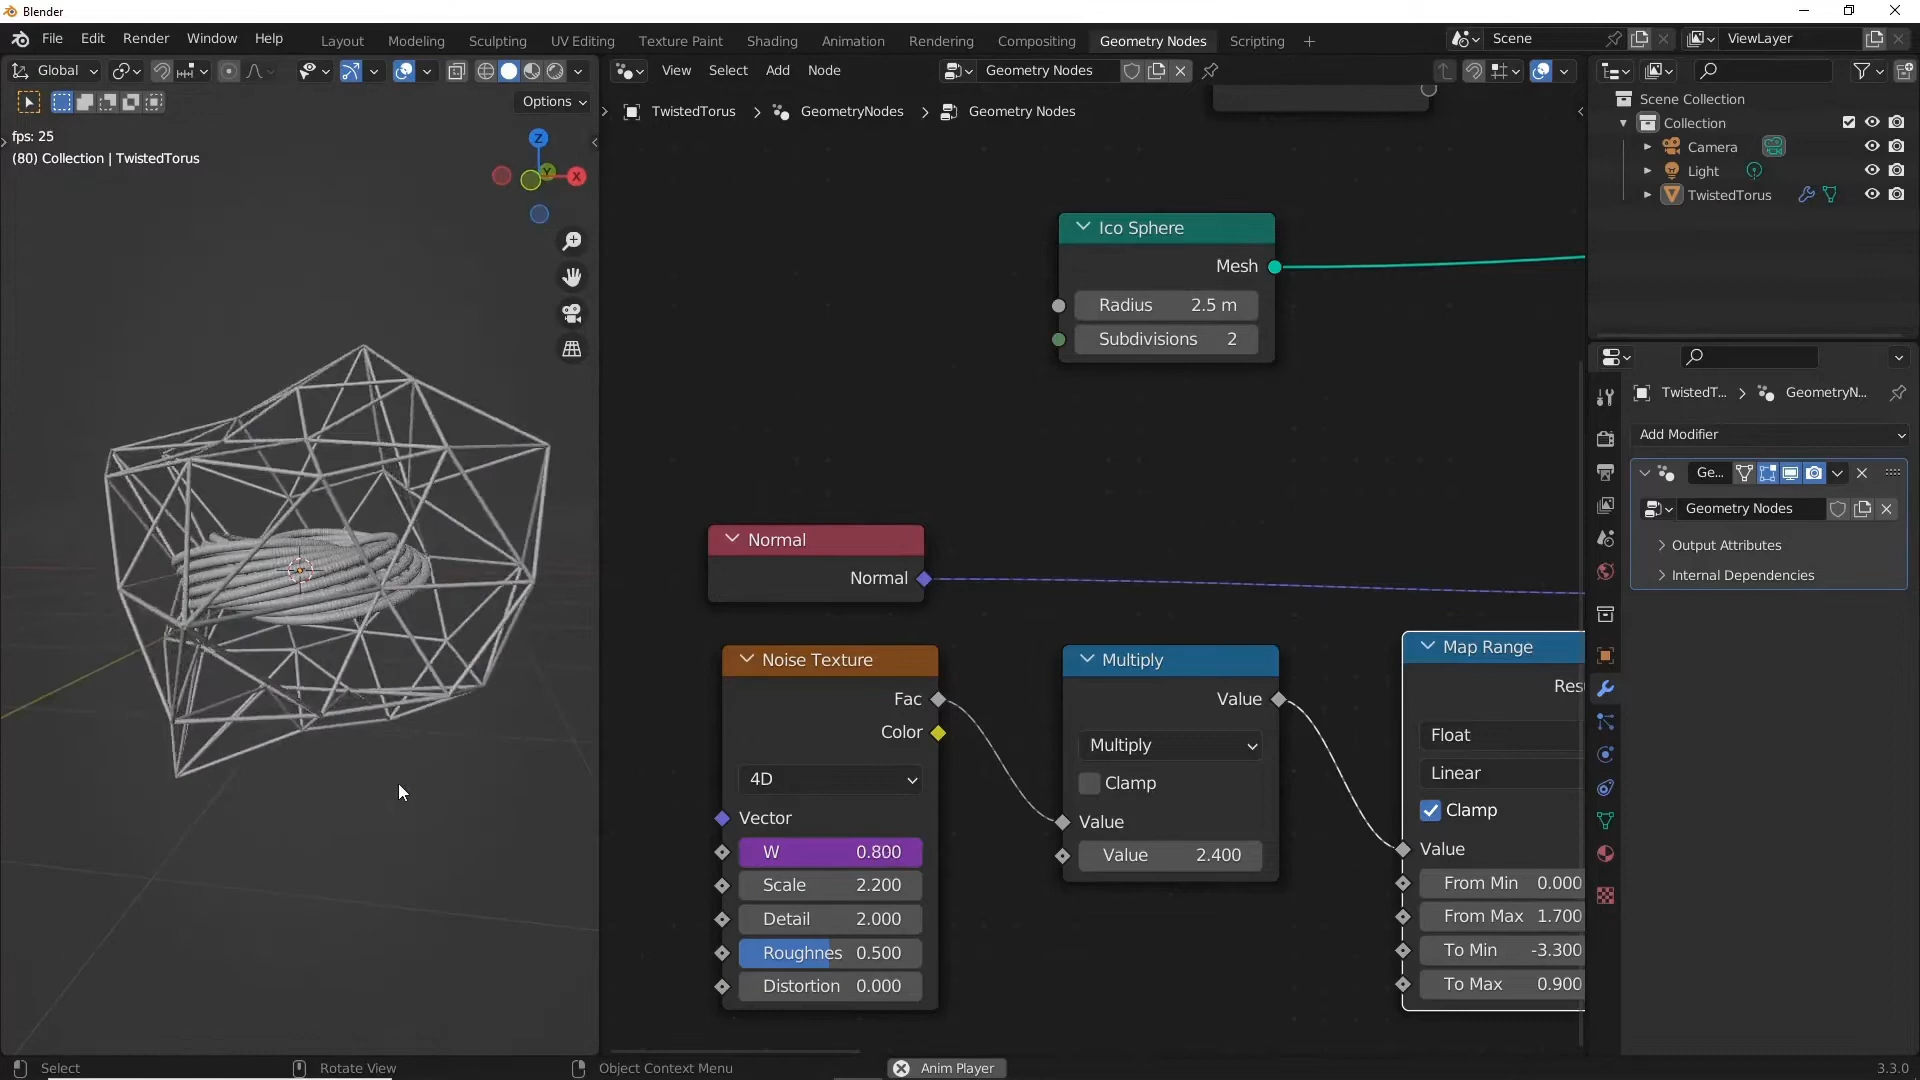 Blender
File Edit Render Window Help
Layout Modeling Sculpting UV Editing Texture Paint Shading Animation Rendering Compositing Geometry Nodes Scripting +
Scene
ViewLayer
Global
View Select Add Node
Geometry Nodes
Options
TwistedTorus > GeometryNodes > Geometry Nodes
Scene Collection
Collection
Camera
Light
TwistedTorus
fps: 25
(80) Collection | TwistedTorus
Z
Y
X
Ico Sphere
Mesh
Radius 2.5 m
Subdivisions 2
TwistedT... > GeometryN...
Add Modifier
Ge...
Geometry Nodes
Output Attributes
Internal Dependencies
Normal
Normal
Noise Texture
Fac
Color
4D
Vector
W 0.800
Scale 2.200
Detail 2.000
Roughnes 0.500
Distortion 0.000
Multiply
Value
Multiply
Clamp
Value
Value 2.400
Map Range
Res
Float
Linear
Clamp
Value
From Min 0.000
From Max 1.700
To Min -3.300
To Max 0.900
Select
Rotate View
Object Context Menu
Anim Player
3.3.0